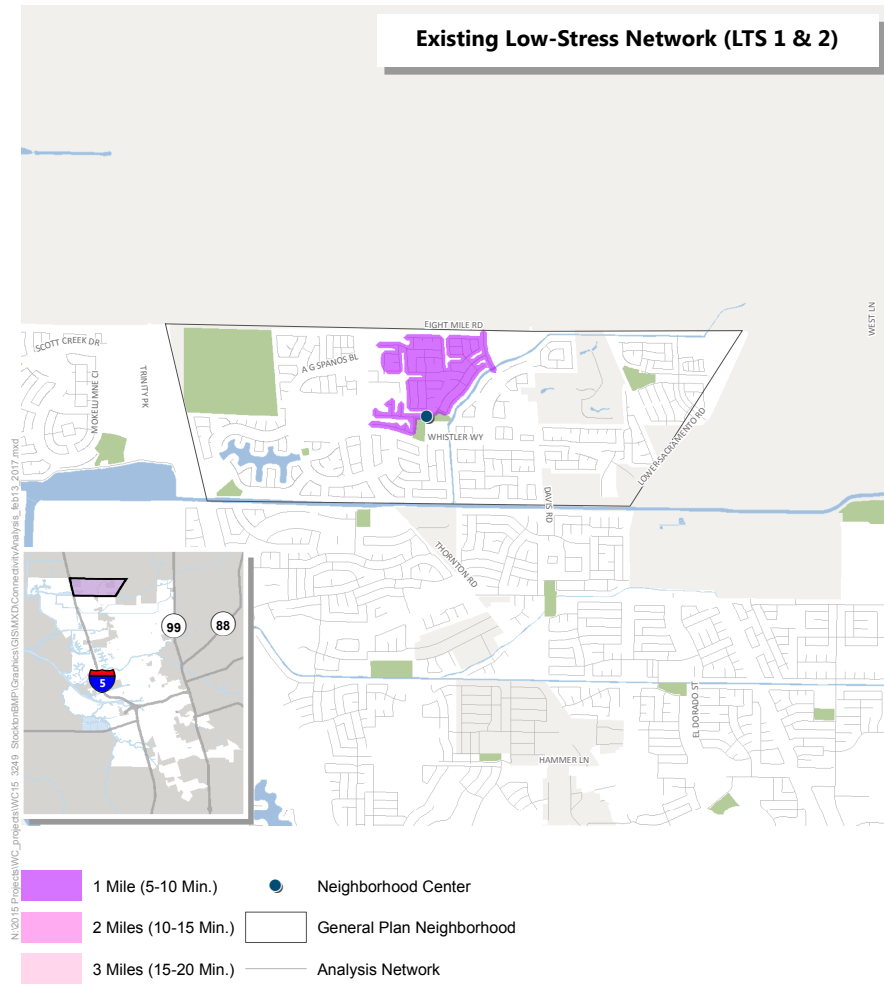 Existing Low-Stress Network (LTS 1 & 2)
EIGHT MILE RD
SCOTT CREEK DR
A G SPANOS BL
MOKELUMNE CI
TRINITY PK
WEST LN
WHISTLER WY
LOWER SACRAMENTO RD
DAVIS RD
THORNTON RD
EL DORADO ST
HAMMER LN
99
88
5
N:\2015 Projects\WC_projects\WC15_3249_StocktonBMP\Graphics\GIS\MXD\ConnectivityAnalysis_feb13_2017.mxd
1 Mile (5-10 Min.)
Neighborhood Center
2 Miles (10-15 Min.)
General Plan Neighborhood
3 Miles (15-20 Min.)
Analysis Network